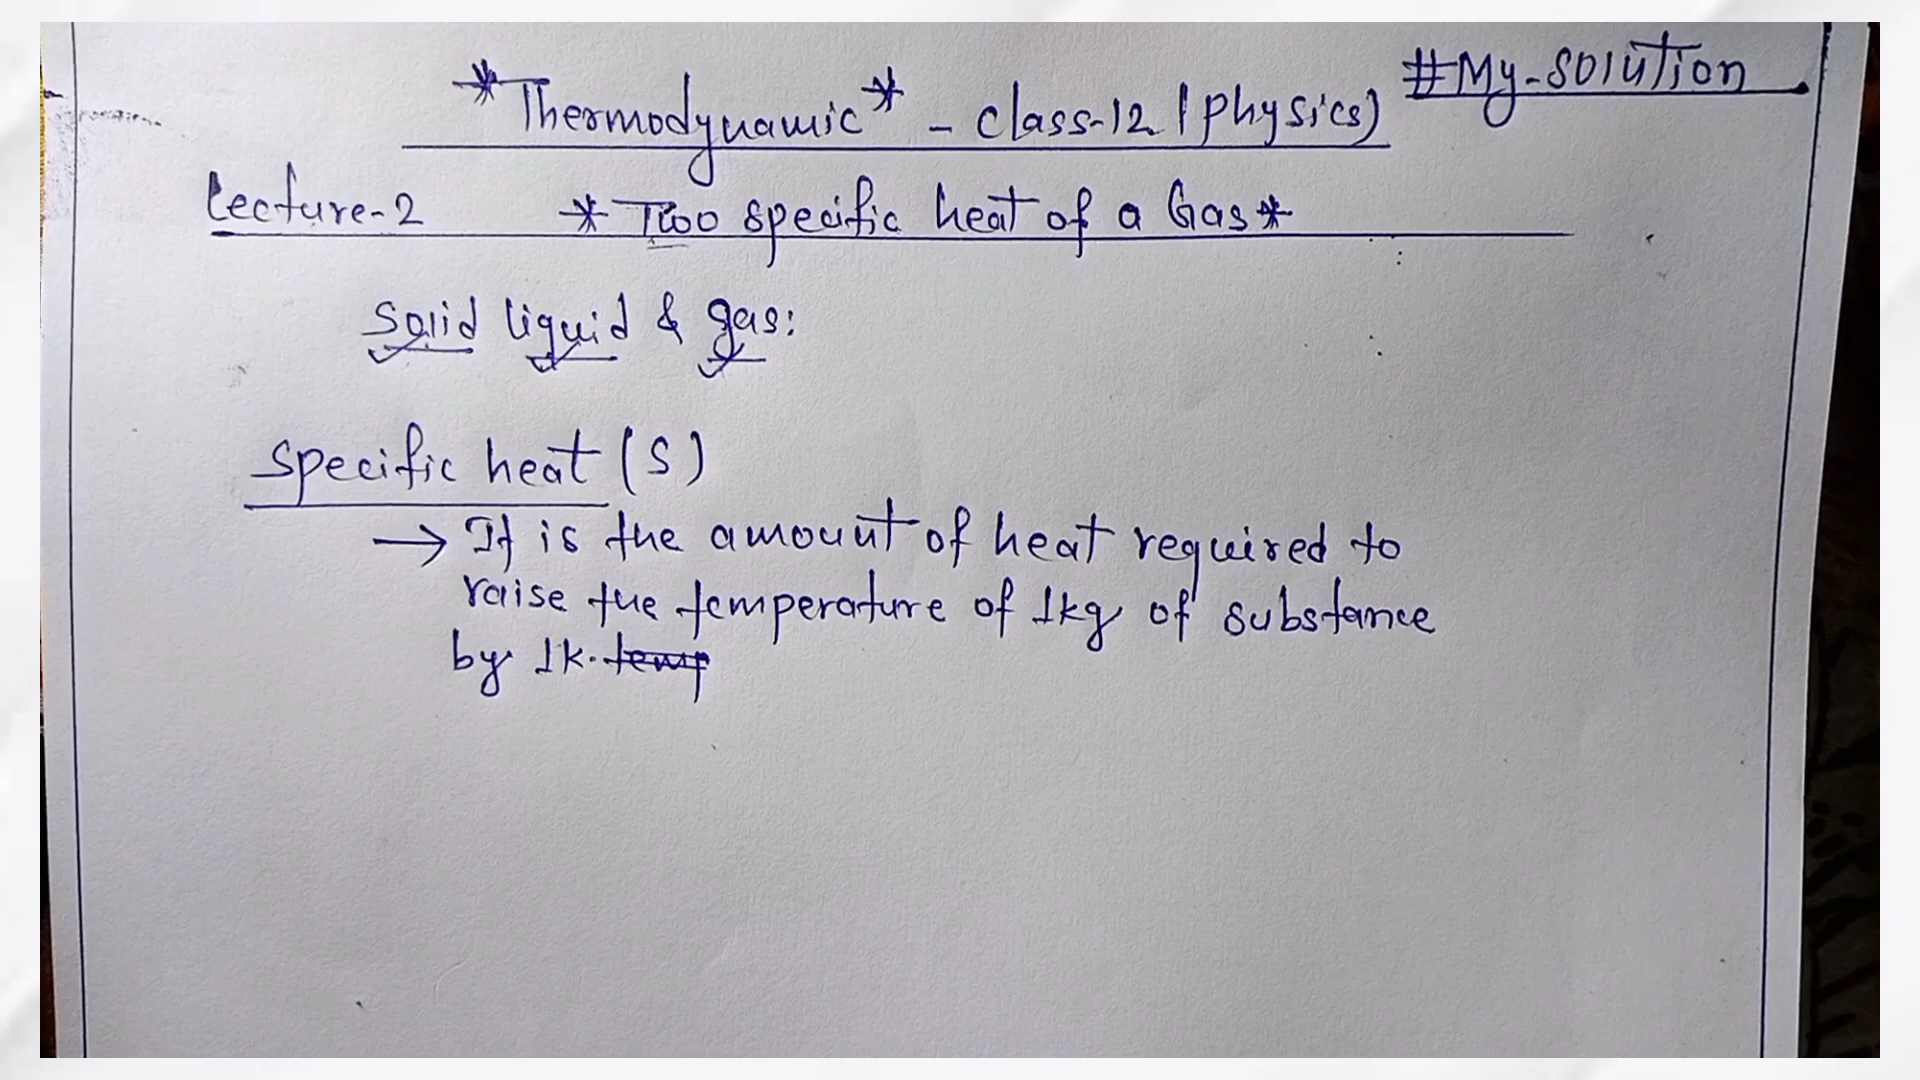 *Thermodynamic* - class-12 (physics) #My-solution
Lecture-2 *Two specific heat of a Gas*
Solid liquid & gas:
Specific heat (S)
→ It is the amount of heat required to
raise the temperature of 1kg of substance
by 1k. temp